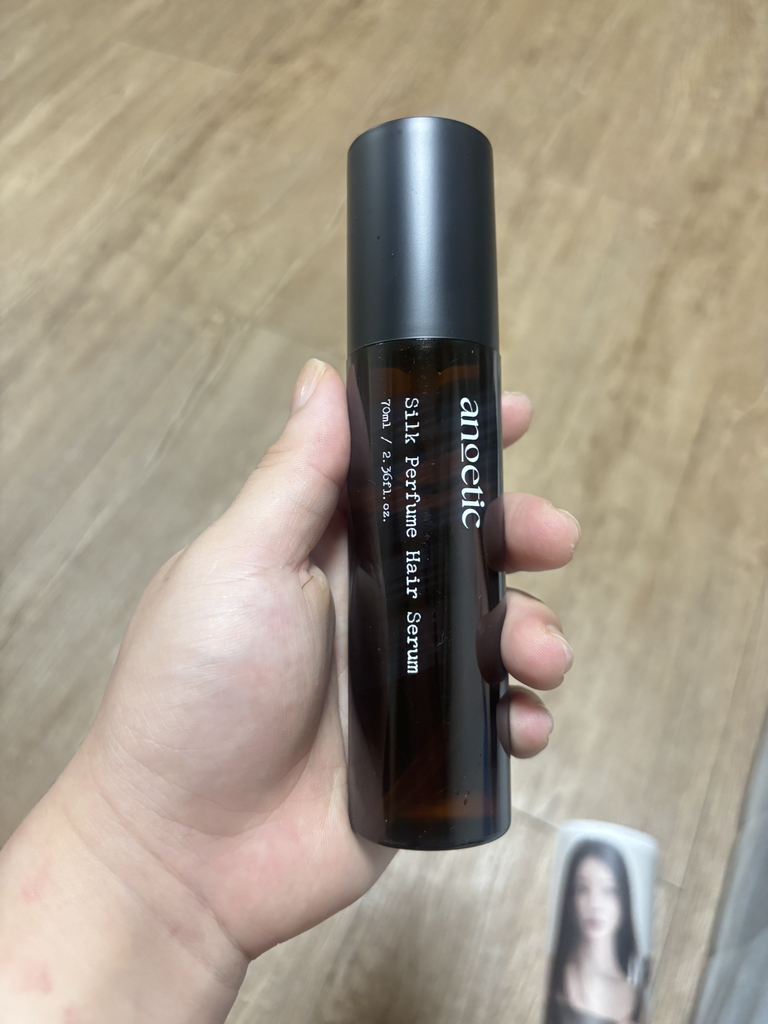 anoetic
Silk Perfume Hair Serum
70ml / 2.36fl.oz.